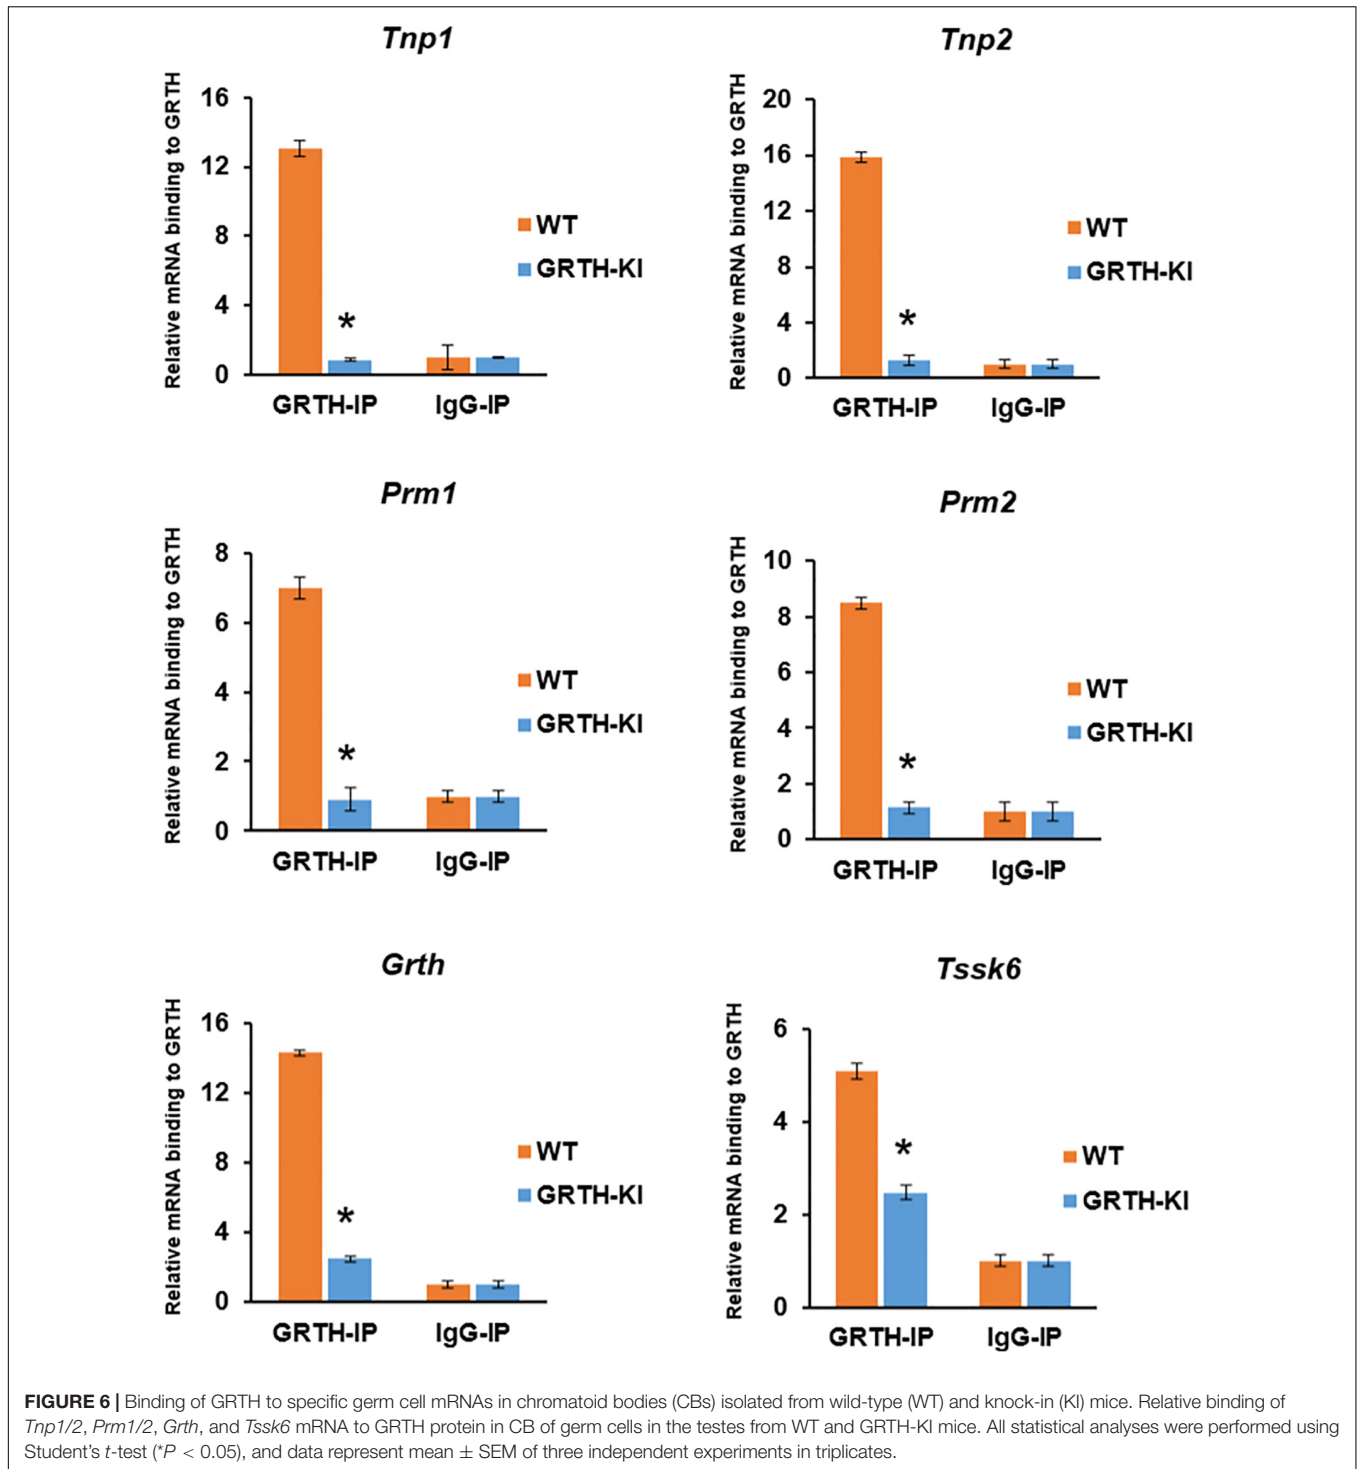 Tnp1
Relative mRNA binding to GRTH
16
12
8
4
0
*
GRTH-IP
IgG-IP
WT
GRTH-KI
Tnp2
Relative mRNA binding to GRTH
20
16
12
8
4
0
*
GRTH-IP
IgG-IP
WT
GRTH-KI
Prm1
Relative mRNA binding to GRTH
8
6
4
2
0
*
GRTH-IP
IgG-IP
WT
GRTH-KI
Prm2
Relative mRNA binding to GRTH
10
8
6
4
2
0
*
GRTH-IP
IgG-IP
WT
GRTH-KI
Grth
Relative mRNA binding to GRTH
16
12
8
4
0
*
GRTH-IP
IgG-IP
WT
GRTH-KI
Tssk6
Relative mRNA binding to GRTH
6
4
2
0
*
GRTH-IP
IgG-IP
WT
GRTH-KI
FIGURE 6 | Binding of GRTH to specific germ cell mRNAs in chromatoid bodies (CBs) isolated from wild-type (WT) and knock-in (KI) mice. Relative binding of
Tnp1/2, Prm1/2, Grth, and Tssk6 mRNA to GRTH protein in CB of germ cells in the testes from WT and GRTH-KI mice. All statistical analyses were performed using
Student's t-test (*P < 0.05), and data represent mean ± SEM of three independent experiments in triplicates.